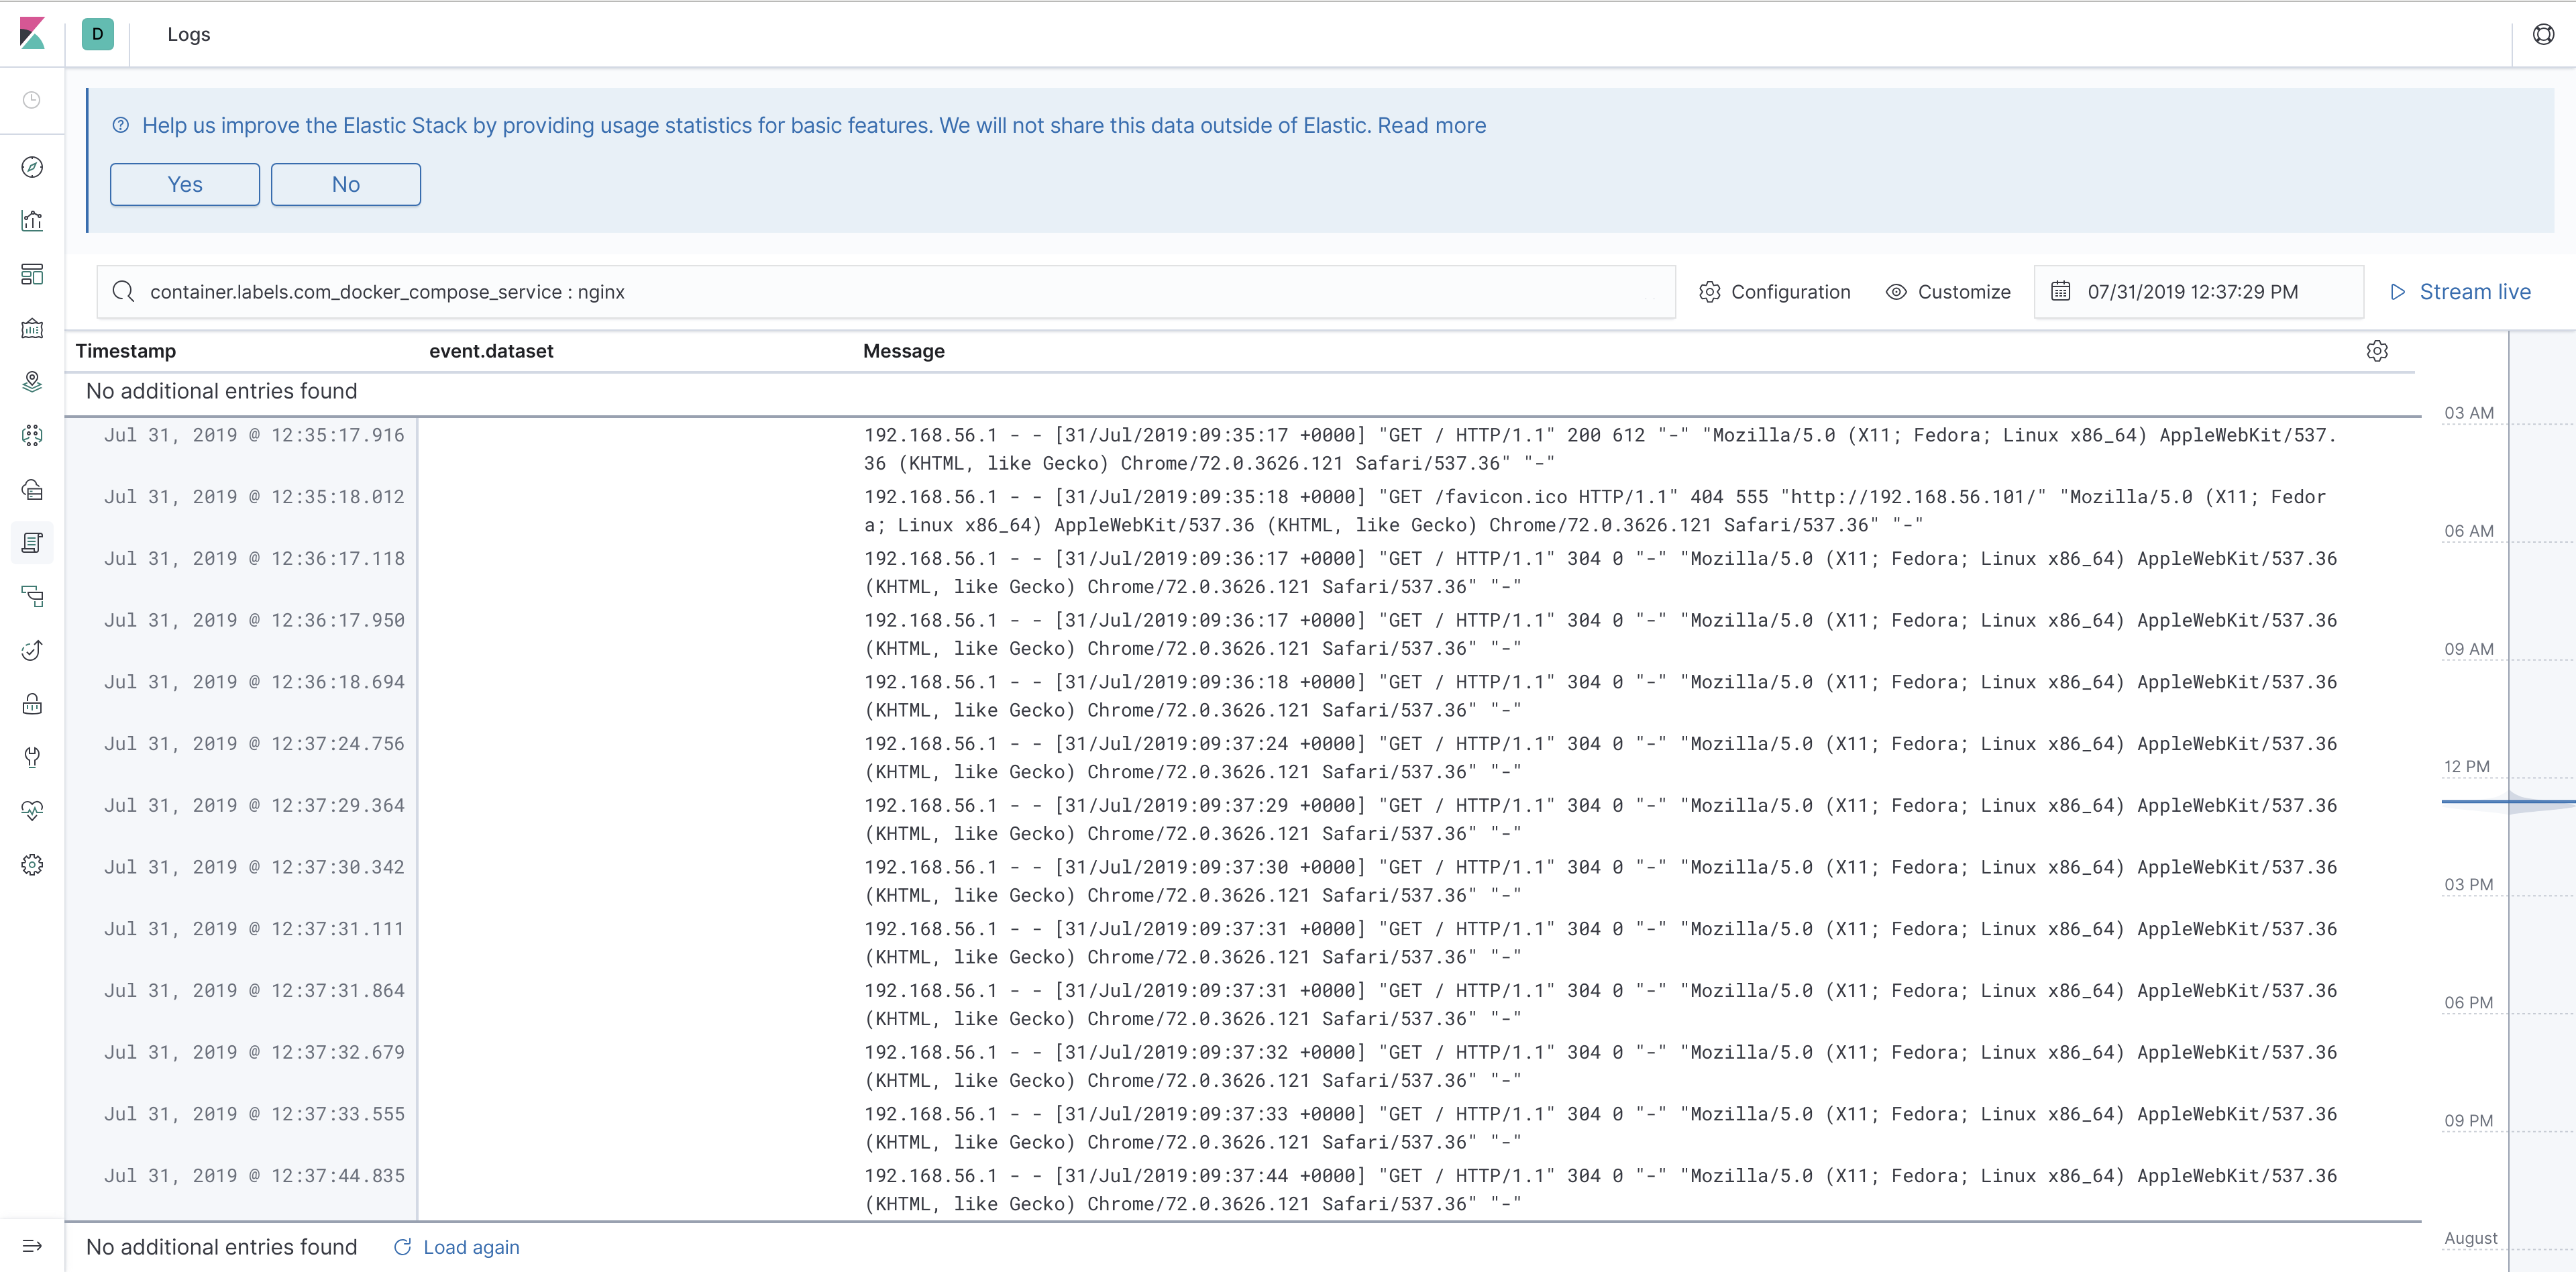 D
Logs
Help us improve the Elastic Stack by providing usage statistics for basic features. We will not share this data outside of Elastic. Read more
Yes No
container.labels.com_docker_compose_service : nginx Configuration Customize 07/31/2019 12:37:29 PM Stream live
Timestamp event.dataset Message
No additional entries found
03 AM
Jul 31, 2019 @ 12:35:17.916 192.168.56.1 - - [31/Jul/2019:09:35:17 +0000] "GET / HTTP/1.1" 200 612 "-" "Mozilla/5.0 (X11; Fedora; Linux x86_64) AppleWebKit/537.
36 (KHTML, like Gecko) Chrome/72.0.3626.121 Safari/537.36" "-"
Jul 31, 2019 @ 12:35:18.012 192.168.56.1 - - [31/Jul/2019:09:35:18 +0000] "GET /favicon.ico HTTP/1.1" 404 555 "http://192.168.56.101/" "Mozilla/5.0 (X11; Fedor
a; Linux x86_64) AppleWebKit/537.36 (KHTML, like Gecko) Chrome/72.0.3626.121 Safari/537.36" "-"
06 AM
Jul 31, 2019 @ 12:36:17.118 192.168.56.1 - - [31/Jul/2019:09:36:17 +0000] "GET / HTTP/1.1" 304 0 "-" "Mozilla/5.0 (X11; Fedora; Linux x86_64) AppleWebKit/537.36
(KHTML, like Gecko) Chrome/72.0.3626.121 Safari/537.36" "-"
Jul 31, 2019 @ 12:36:17.950 192.168.56.1 - - [31/Jul/2019:09:36:17 +0000] "GET / HTTP/1.1" 304 0 "-" "Mozilla/5.0 (X11; Fedora; Linux x86_64) AppleWebKit/537.36
(KHTML, like Gecko) Chrome/72.0.3626.121 Safari/537.36" "-"
09 AM
Jul 31, 2019 @ 12:36:18.694 192.168.56.1 - - [31/Jul/2019:09:36:18 +0000] "GET / HTTP/1.1" 304 0 "-" "Mozilla/5.0 (X11; Fedora; Linux x86_64) AppleWebKit/537.36
(KHTML, like Gecko) Chrome/72.0.3626.121 Safari/537.36" "-"
Jul 31, 2019 @ 12:37:24.756 192.168.56.1 - - [31/Jul/2019:09:37:24 +0000] "GET / HTTP/1.1" 304 0 "-" "Mozilla/5.0 (X11; Fedora; Linux x86_64) AppleWebKit/537.36
(KHTML, like Gecko) Chrome/72.0.3626.121 Safari/537.36" "-"
12 PM
Jul 31, 2019 @ 12:37:29.364 192.168.56.1 - - [31/Jul/2019:09:37:29 +0000] "GET / HTTP/1.1" 304 0 "-" "Mozilla/5.0 (X11; Fedora; Linux x86_64) AppleWebKit/537.36
(KHTML, like Gecko) Chrome/72.0.3626.121 Safari/537.36" "-"
Jul 31, 2019 @ 12:37:30.342 192.168.56.1 - - [31/Jul/2019:09:37:30 +0000] "GET / HTTP/1.1" 304 0 "-" "Mozilla/5.0 (X11; Fedora; Linux x86_64) AppleWebKit/537.36
(KHTML, like Gecko) Chrome/72.0.3626.121 Safari/537.36" "-"
03 PM
Jul 31, 2019 @ 12:37:31.111 192.168.56.1 - - [31/Jul/2019:09:37:31 +0000] "GET / HTTP/1.1" 304 0 "-" "Mozilla/5.0 (X11; Fedora; Linux x86_64) AppleWebKit/537.36
(KHTML, like Gecko) Chrome/72.0.3626.121 Safari/537.36" "-"
Jul 31, 2019 @ 12:37:31.864 192.168.56.1 - - [31/Jul/2019:09:37:31 +0000] "GET / HTTP/1.1" 304 0 "-" "Mozilla/5.0 (X11; Fedora; Linux x86_64) AppleWebKit/537.36
(KHTML, like Gecko) Chrome/72.0.3626.121 Safari/537.36" "-"
06 PM
Jul 31, 2019 @ 12:37:32.679 192.168.56.1 - - [31/Jul/2019:09:37:32 +0000] "GET / HTTP/1.1" 304 0 "-" "Mozilla/5.0 (X11; Fedora; Linux x86_64) AppleWebKit/537.36
(KHTML, like Gecko) Chrome/72.0.3626.121 Safari/537.36" "-"
Jul 31, 2019 @ 12:37:33.555 192.168.56.1 - - [31/Jul/2019:09:37:33 +0000] "GET / HTTP/1.1" 304 0 "-" "Mozilla/5.0 (X11; Fedora; Linux x86_64) AppleWebKit/537.36
(KHTML, like Gecko) Chrome/72.0.3626.121 Safari/537.36" "-"
09 PM
Jul 31, 2019 @ 12:37:44.835 192.168.56.1 - - [31/Jul/2019:09:37:44 +0000] "GET / HTTP/1.1" 304 0 "-" "Mozilla/5.0 (X11; Fedora; Linux x86_64) AppleWebKit/537.36
(KHTML, like Gecko) Chrome/72.0.3626.121 Safari/537.36" "-"
No additional entries found Load again
August